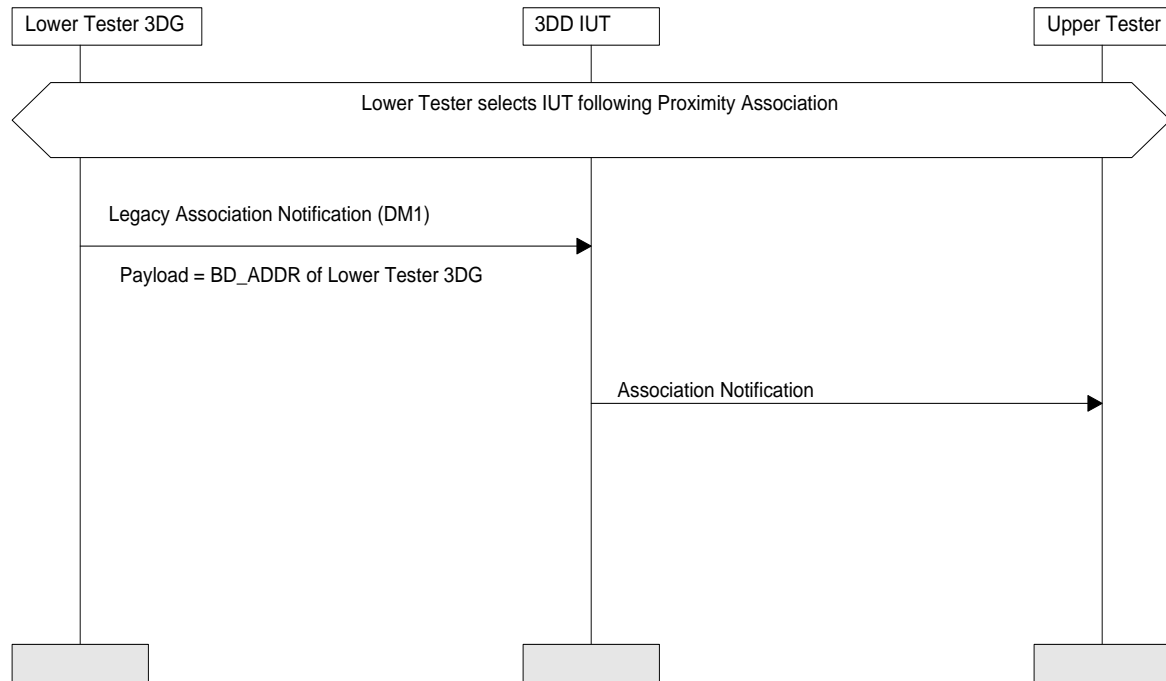 Lower Tester 3DG
3DD IUT
Upper Tester
Lower Tester selects IUT following Proximity Association
Legacy Association Notification (DM1)
Payload = BD_ADDR of Lower Tester 3DG
Association Notification